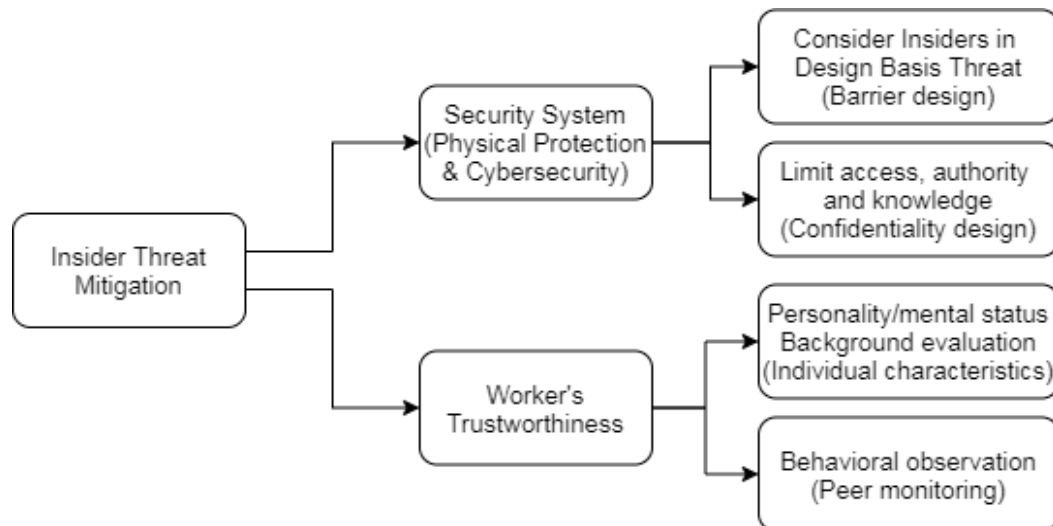 Insider Threat
Mitigation
Security System
(Physical Protection
& Cybersecurity)
Worker's
Trustworthiness
Consider Insiders in
Design Basis Threat
(Barrier design)
Limit access, authority
and knowledge
(Confidentiality design)
Personality/mental status
Background evaluation
(Individual characteristics)
Behavioral observation
(Peer monitoring)